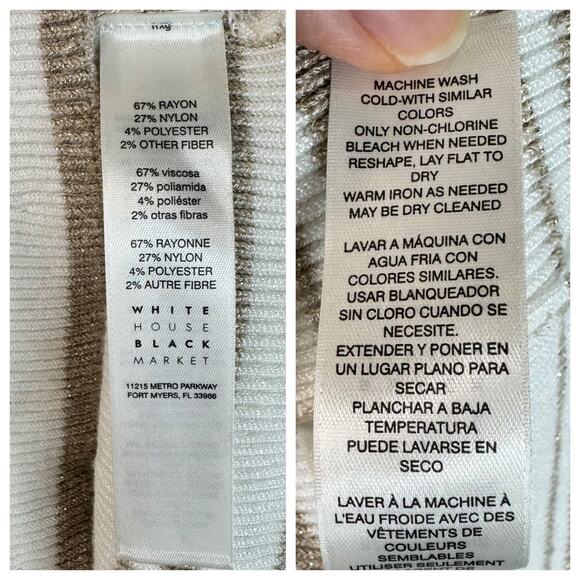 67% RAYON
27% NYLON
4% POLYESTER
2% OTHER FIBER
67% viscosa
27% poliamida
4% poliéster
2% otras fibras
67% RAYONNE
27% NYLON
4% POLYESTER
2% AUTRE FIBRE
WHITE
HOUSE
BLACK
MARKET
11215 METRO PARKWAY
FORT MYERS, FL 33966
MACHINE WASH
COLD-WITH SIMILAR
COLORS
ONLY NON-CHLORINE
BLEACH WHEN NEEDED
RESHAPE, LAY FLAT TO
DRY
WARM IRON AS NEEDED
MAY BE DRY CLEANED
LAVAR A MÁQUINA CON
AGUA FRIA CON
COLORES SIMILARES.
USAR BLANQUEADOR
SIN CLORO CUANDO SE
NECESITE.
EXTENDER Y PONER EN
UN LUGAR PLANO PARA
SECAR
PLANCHAR A BAJA
TEMPERATURA
PUEDE LAVARSE EN
SECO
LAVER À LA MACHINE À
L'EAU FROIDE AVEC DES
VÊTEMENTS DE
COULEURS
SEMBLABLES
UTILISER SEULEMENT